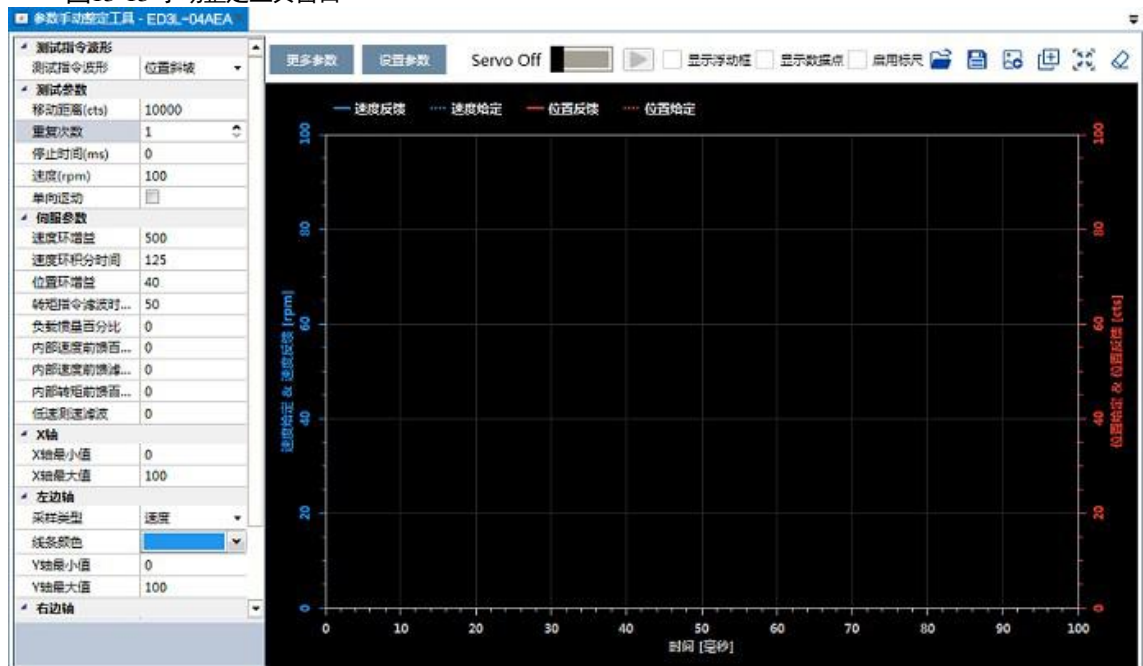 参数手动整定工具 - ED3L-04AEA
测试指令波形
测试指令波形 位置斜坡
测试参数
移动距离(cts) 10000
重复次数 1
停止时间(ms) 0
速度(rpm) 100
单向运动
伺服参数
速度环增益 500
速度环积分时间 125
位置环增益 40
转矩指令滤波时... 50
负载惯量百分比 0
内部速度前馈百... 0
内部速度前馈滤... 0
内部转矩前馈百... 0
低速测速滤波 0
X轴
X轴最小值 0
X轴最大值 100
左边轴
采样类型 速度
线条颜色
Y轴最小值 0
Y轴最大值 100
右边轴
更多参数 设置参数 Servo Off 显示浮动框 显示数据点 启用标尺
速度反馈 速度给定 位置反馈 位置给定
速度给定 & 速度反馈 [rpm]
100
80
60
40
20
0
0 10 20 30 40 50 60 70 80 90 100
时间 [毫秒]
100
80
60
40
20
0
位置给定 & 位置反馈 [cts]